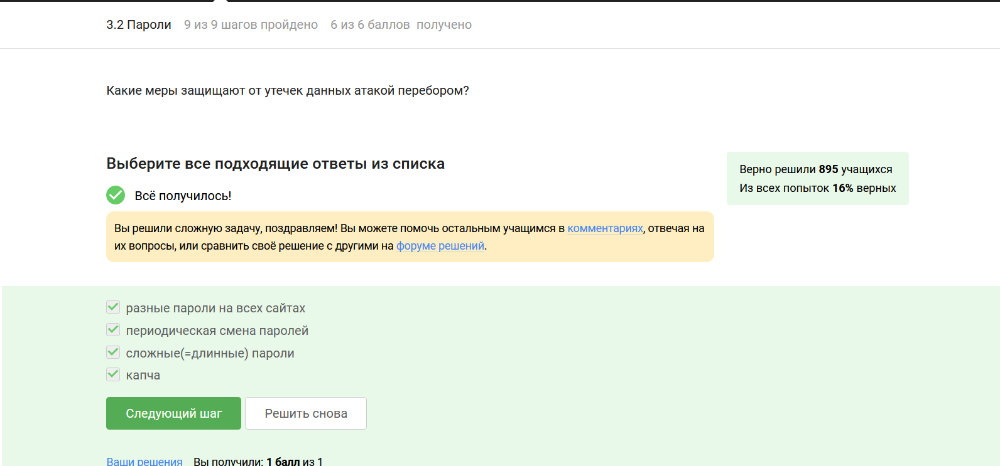 3.2 Пароли 9 из 9 шагов пройдено 6 из 6 баллов получено
Какие меры защищают от утечек данных атакой перебором?
Выберите все подходящие ответы из списка
Всё получилось!
Вы решили сложную задачу, поздравляем! Вы можете помочь остальным учащимся в комментариях, отвечая на
их вопросы, или сравнить своё решение с другими на форуме решений.
Верно решили 895 учащихся
Из всех попыток 16% верных
разные пароли на всех сайтах
периодическая смена паролей
сложные(=длинные) пароли
капча
Следующий шаг Решить снова
Ваши решения Вы получили: 1 балл из 1